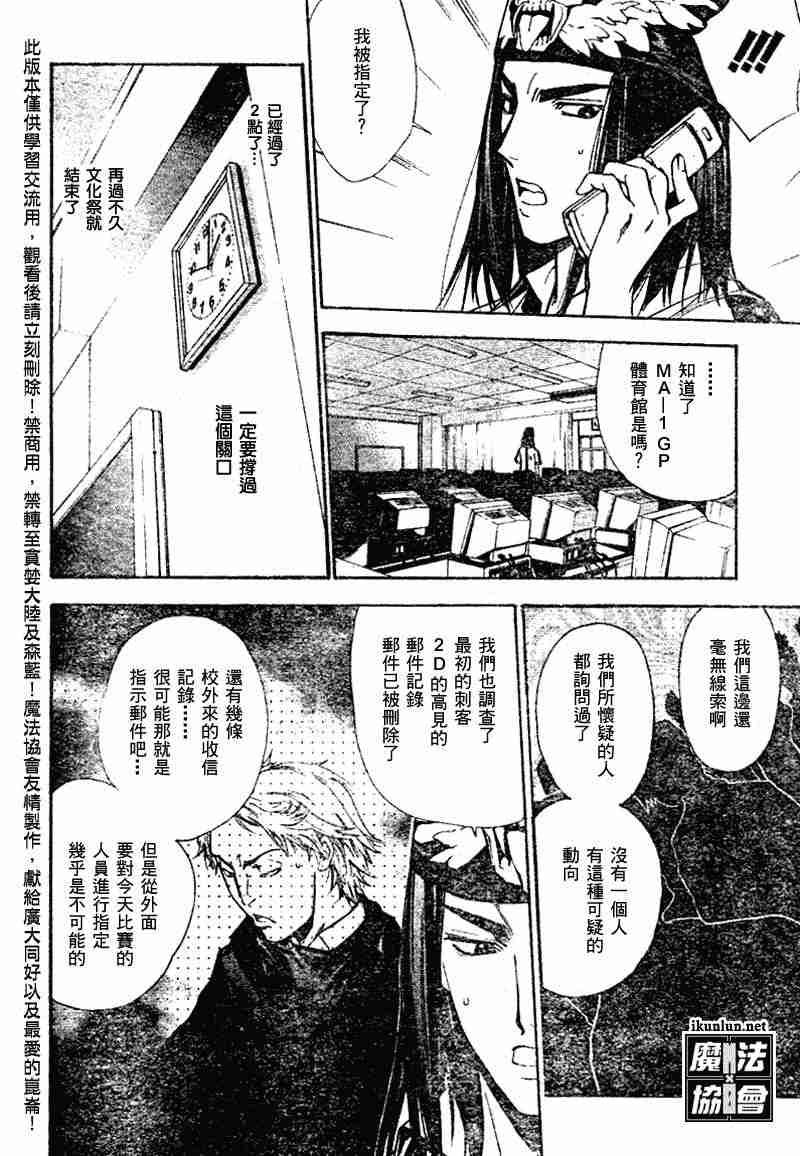 !!!
我被指定了？
已經過了
2點了…
再過不久
文化祭就
結束了
……
知道了
MA—1GP
體育館是嗎？
一定要撐過
這個關口
我們這邊還
毫無線索啊
我們所懷疑的人
都詢問過了
沒有一個人
有這種可疑的
動向
我們也調查了
最初的刺客
2D的高見的
郵件記錄
郵件已被刪除了
還有幾條
校外來的收信
記錄……
很可能那就是
指示郵件吧…
但是從外面
要對今天比賽的
人員進行指定
幾乎是不可能的
此版本僅供學習交流用，觀看後請立刻刪除！禁商用，禁轉至貪婪大陸及森藍！魔法協會友情製作，獻給廣大同好以及最愛的崑崙！
ikunlun.net
魔法
協會